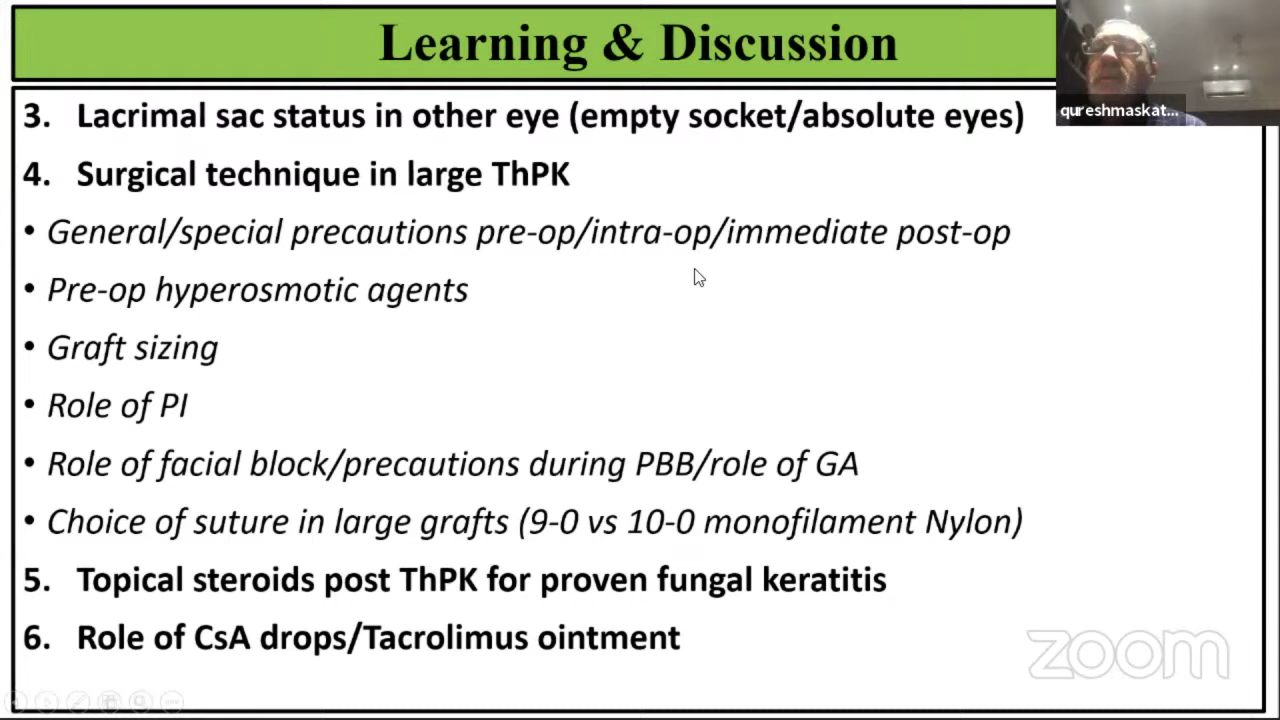 Learning & Discussion
qureshmaskat...
3. Lacrimal sac status in other eye (empty socket/absolute eyes)
4. Surgical technique in large ThPK
• General/special precautions pre-op/intra-op/immediate post-op
• Pre-op hyperosmotic agents
• Graft sizing
• Role of PI
• Role of facial block/precautions during PBB/role of GA
• Choice of suture in large grafts (9-0 vs 10-0 monofilament Nylon)
5. Topical steroids post ThPK for proven fungal keratitis
6. Role of CsA drops/Tacrolimus ointment
zoom